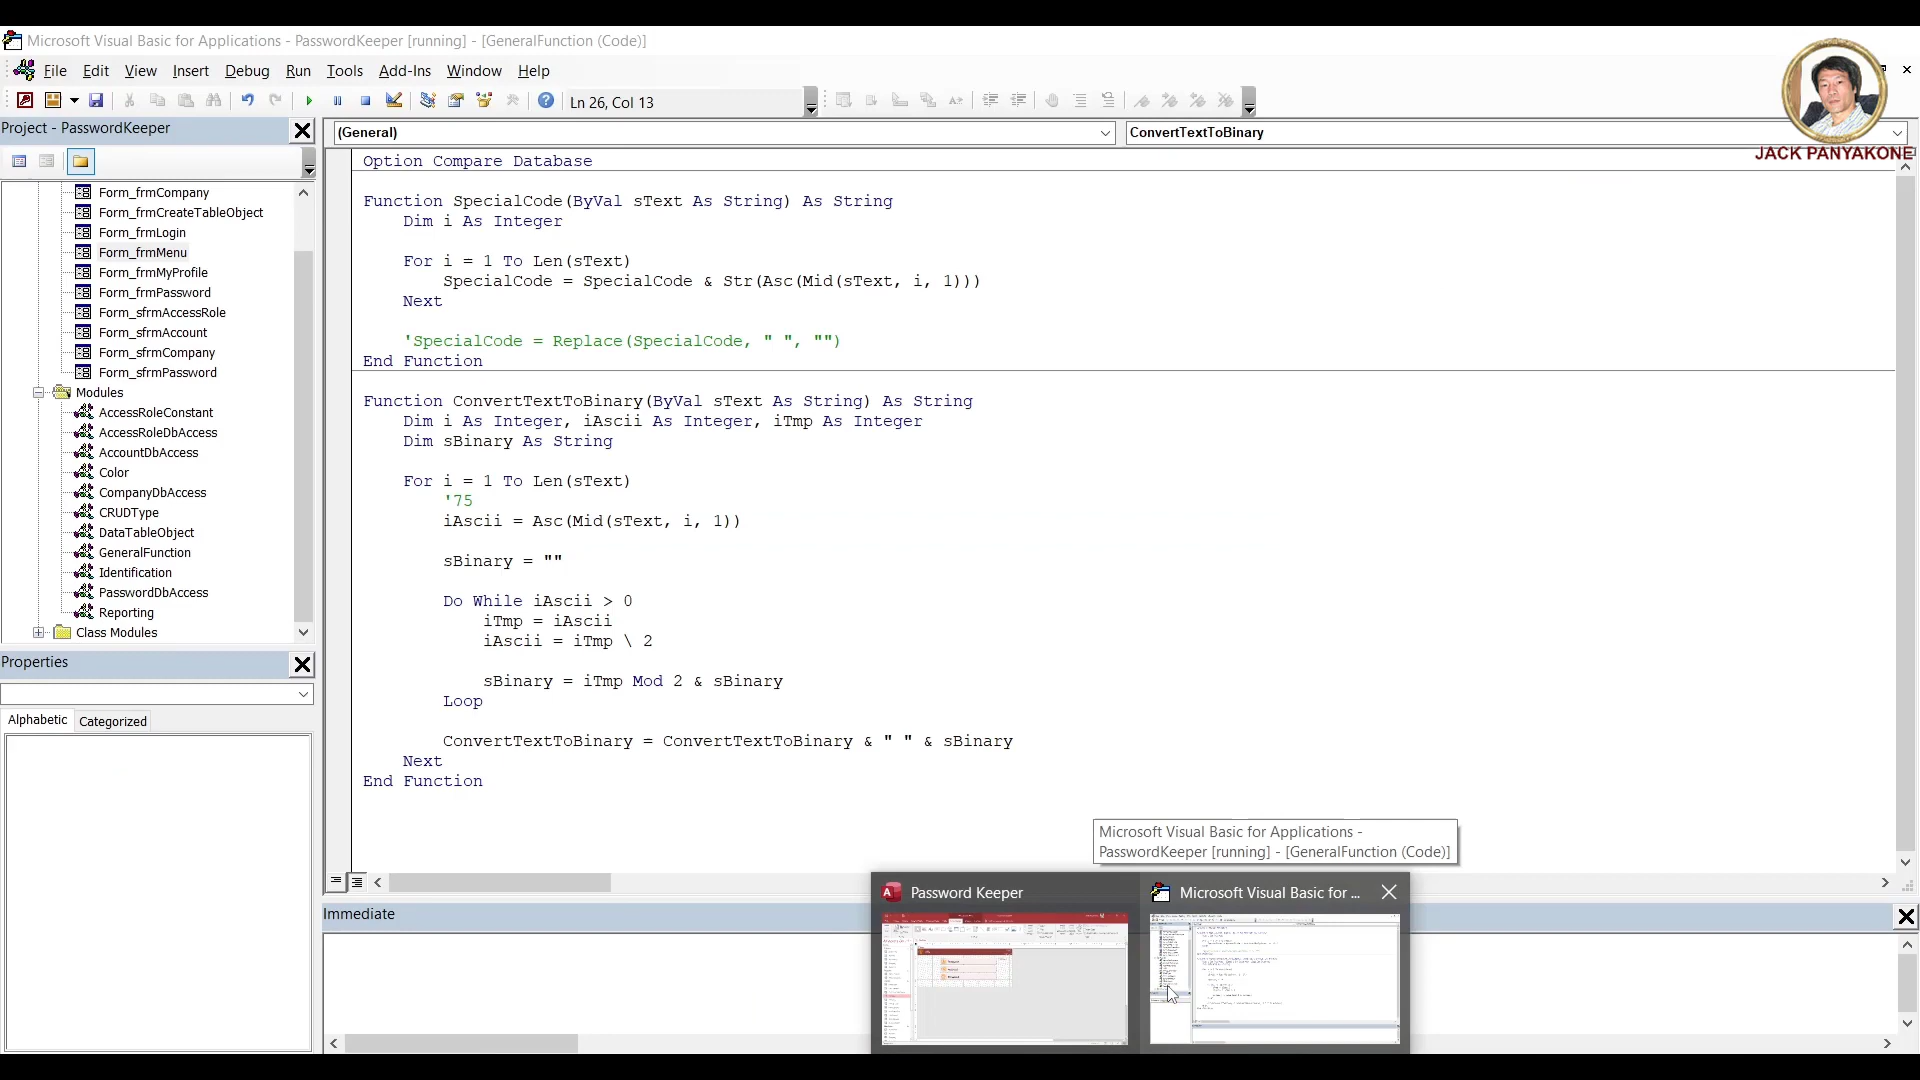 Microsoft Visual Basic for Applications - PasswordKeeper [running] - [GeneralFunction (Code)]
File Edit View Insert Debug Run Tools Add-Ins Window Help
Ln 26, Col 13
JACK PANYAKONE
Project - PasswordKeeper
Form_frmCompany
Form_frmCreateTableObject
Form_frmLogin
Form_frmMenu
Form_frmMyProfile
Form_frmPassword
Form_sfrmAccessRole
Form_sfrmAccount
Form_sfrmCompany
Form_sfrmPassword
Modules
AccessRoleConstant
AccessRoleDbAccess
AccountDbAccess
Color
CompanyDbAccess
CRUDType
DataTableObject
GeneralFunction
Identification
PasswordDbAccess
Reporting
Class Modules
Properties
Alphabetic Categorized
(General) ConvertTextToBinary
Option Compare Database
Function SpecialCode(ByVal sText As String) As String
Dim i As Integer
For i = 1 To Len(sText)
SpecialCode = SpecialCode & Str(Asc(Mid(sText, i, 1)))
Next
'SpecialCode = Replace(SpecialCode, " ", "")
End Function
Function ConvertTextToBinary(ByVal sText As String) As String
Dim i As Integer, iAscii As Integer, iTmp As Integer
Dim sBinary As String
For i = 1 To Len(sText)
'75
iAscii = Asc(Mid(sText, i, 1))
sBinary = ""
Do While iAscii > 0
iTmp = iAscii
iAscii = iTmp \ 2
sBinary = iTmp Mod 2 & sBinary
Loop
ConvertTextToBinary = ConvertTextToBinary & " " & sBinary
Next
End Function
Microsoft Visual Basic for Applications -
PasswordKeeper [running] - [GeneralFunction (Code)]
Password Keeper
Microsoft Visual Basic for ...
Immediate